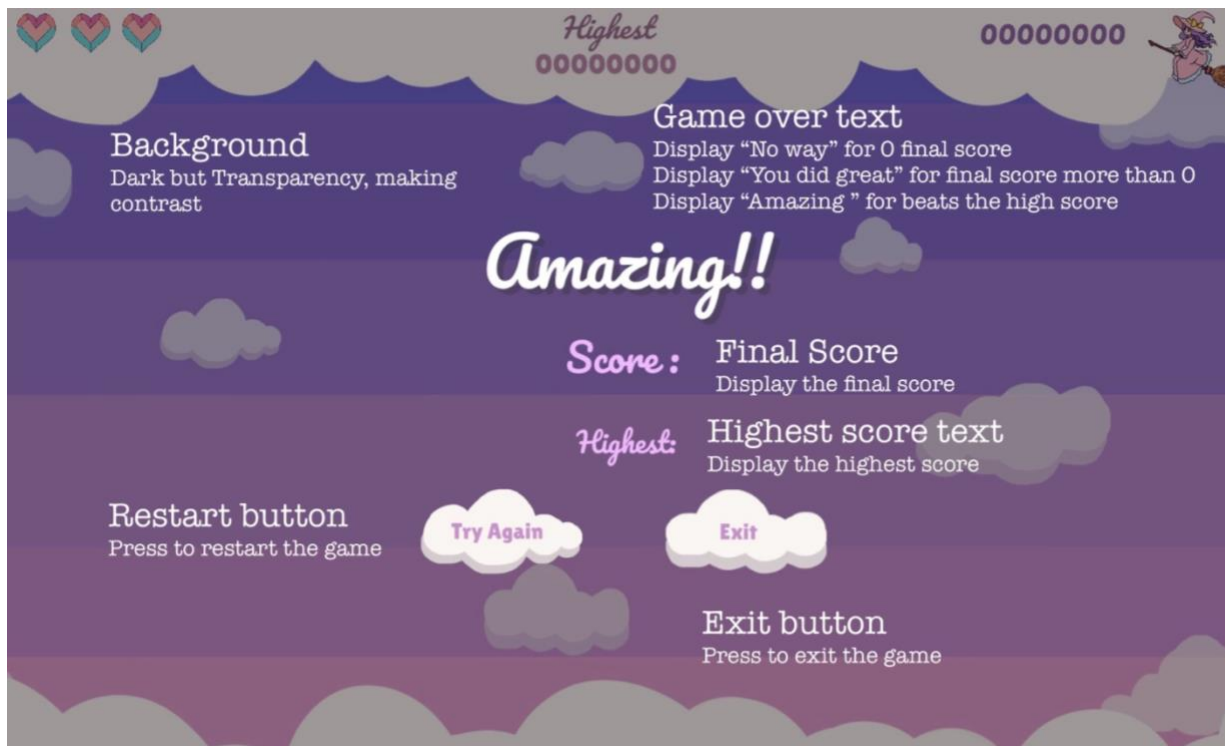 Highest
00000000
00000000
Background
Dark but Transparency, making
contrast
Game over text
Display “No way” for 0 final score
Display “You did great” for final score more than 0
Display “Amazing ” for beats the high score
Amazing!!
Score :
Final Score
Display the final score
Highest:
Highest score text
Display the highest score
Restart button
Press to restart the game
Try Again
Exit
Exit button
Press to exit the game